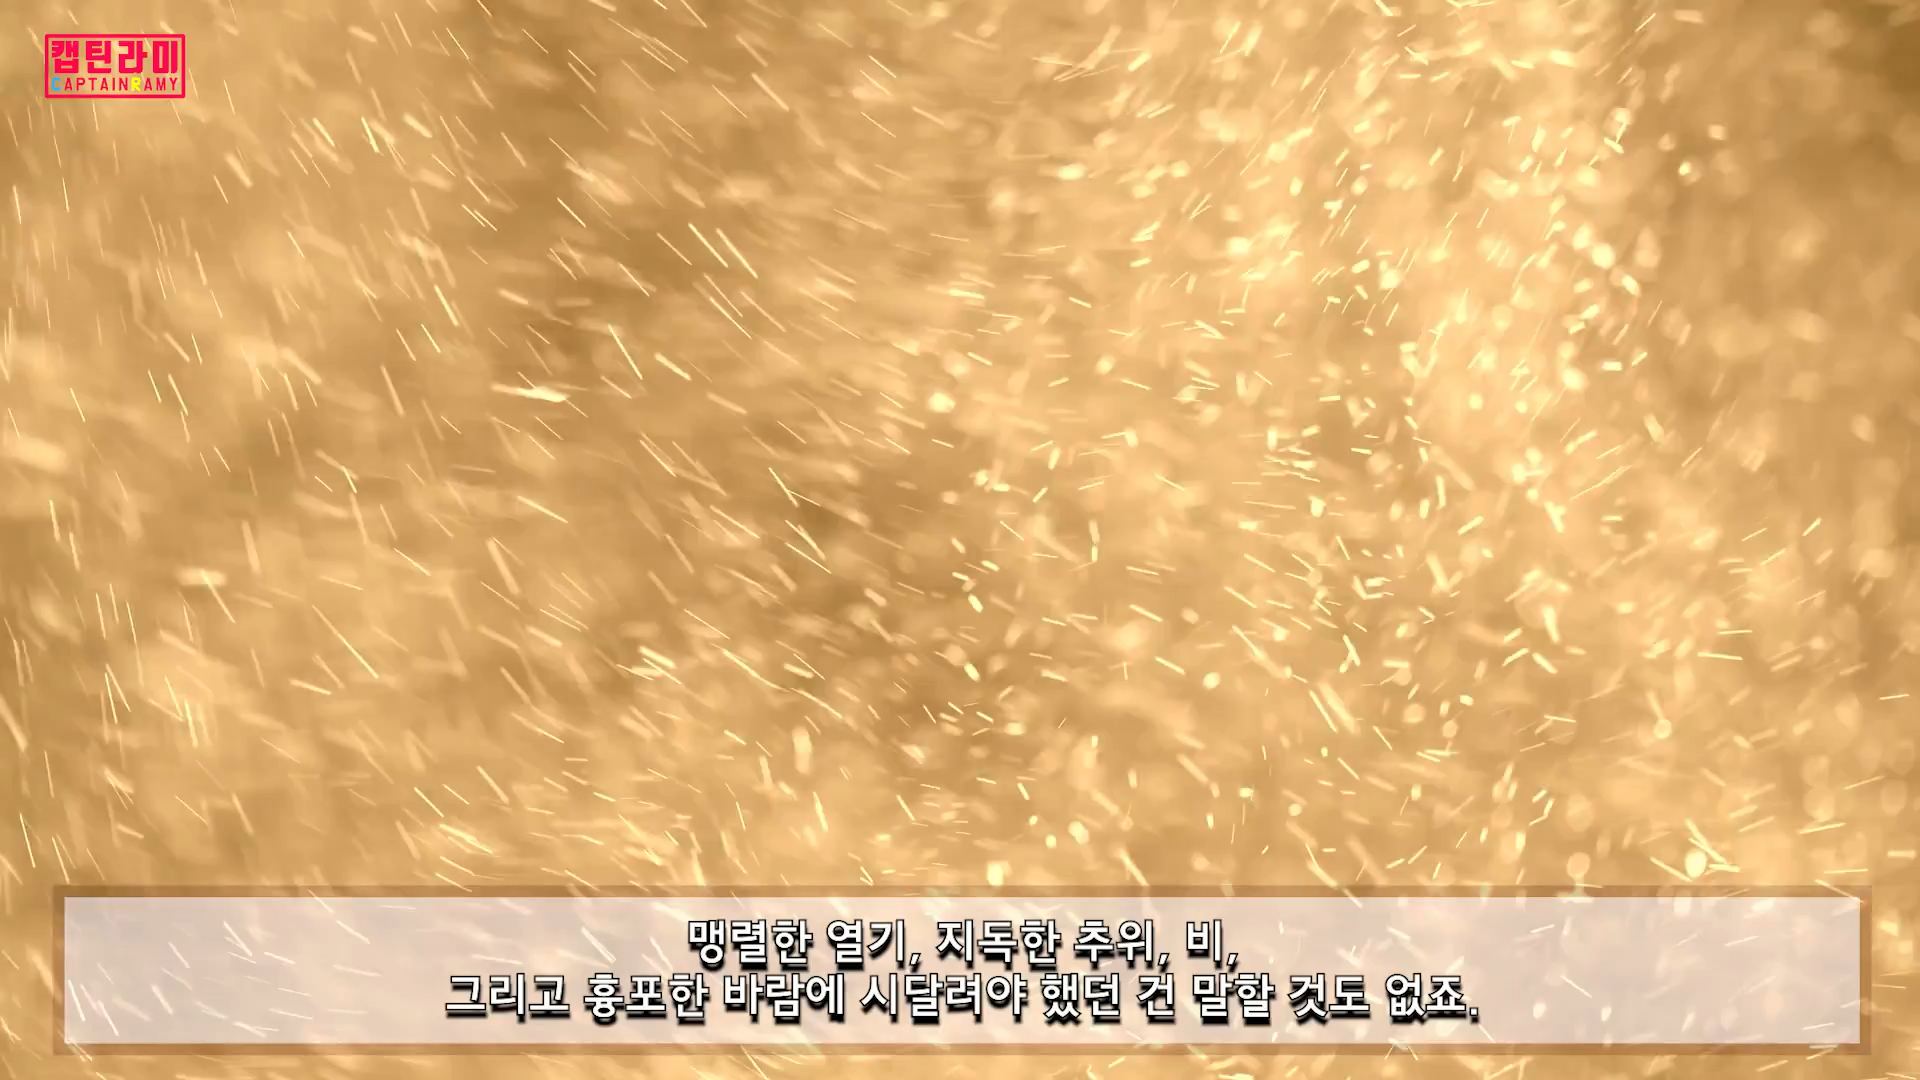 캡틴라미
CAPTAINRAMY
맹렬한 열기, 지독한 추위, 비,
그리고 흉포한 바람에 시달려야 했던 건 말할 것도 없죠.